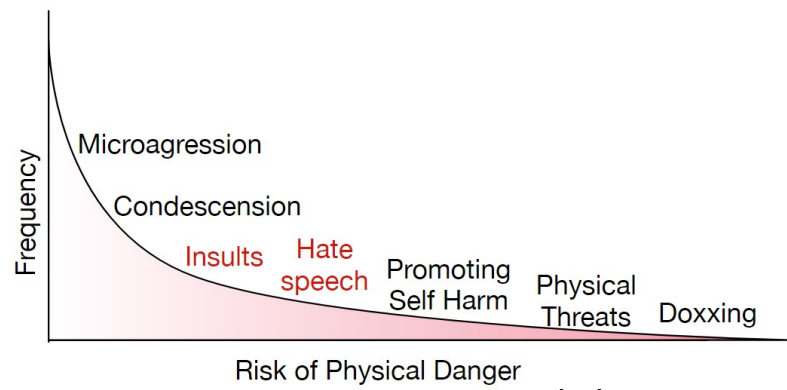 Frequency
Microagression
Condescension
Insults
Hate
speech
Promoting
Self Harm
Physical
Threats
Doxxing
Risk of Physical Danger